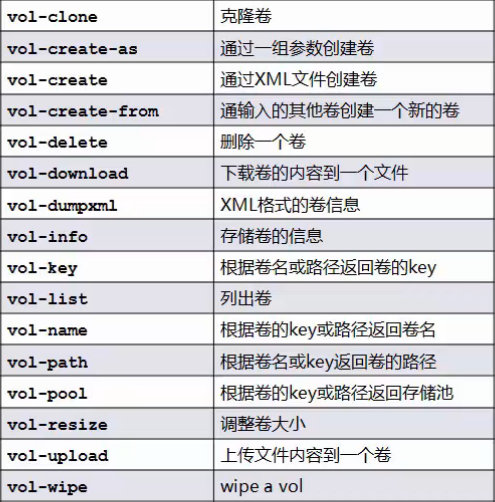 vol-clone 克隆卷
vol-create-as 通过一组参数创建卷
vol-create 通过XML文件创建卷
vol-create-from 通输入的其他卷创建一个新的卷
vol-delete 删除一个卷
vol-download 下载卷的内容到一个文件
vol-dumpxml XML格式的卷信息
vol-info 存储卷的信息
vol-key 根据卷名或路径返回卷的key
vol-list 列出卷
vol-name 根据卷的key或路径返回卷名
vol-path 根据卷名或key返回卷的路径
vol-pool 根据卷的key或路径返回存储池
vol-resize 调整卷大小
vol-upload 上传文件内容到一个卷
vol-wipe wipe a vol